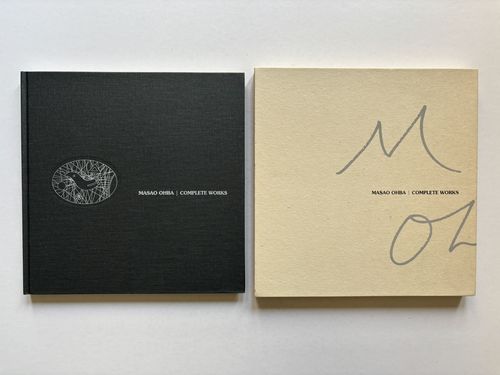 MASAO OHBA | COMPLETE WORKS
M
MASAO OHBA | COMPLETE WORKS
Oh